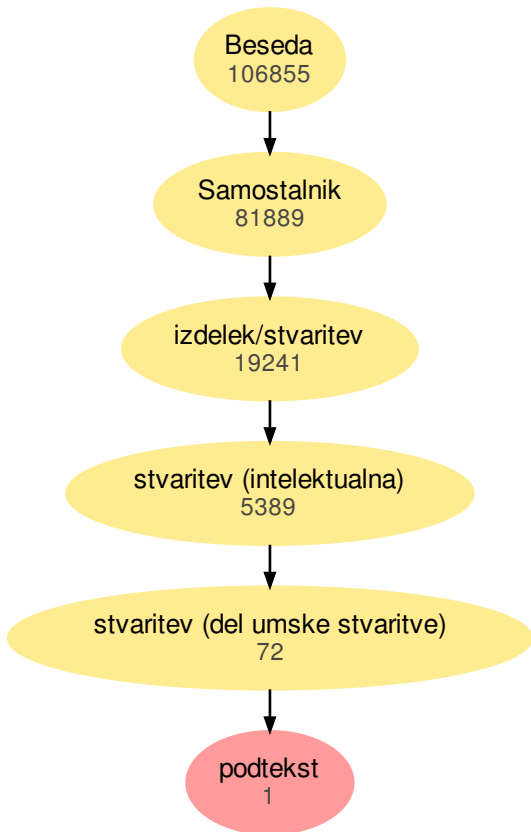 Beseda
106855
Samostalnik
81889
izdelek/stvaritev
19241
stvaritev (intelektualna)
5389
stvaritev (del umske stvaritve)
72
podtekst
1